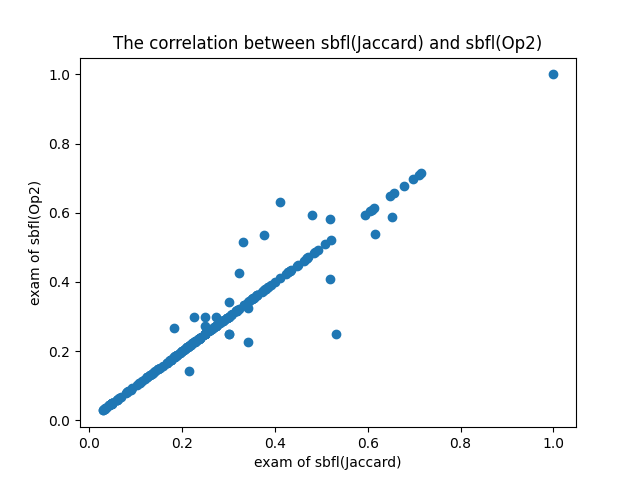 The correlation between sbfl(Jaccard) and sbfl(Op2)
1.0
0.8
0.6
0.4
0.2
0.0
exam of sbfl(Op2)
0.0 0.2 0.4 0.6 0.8 1.0
exam of sbfl(Jaccard)